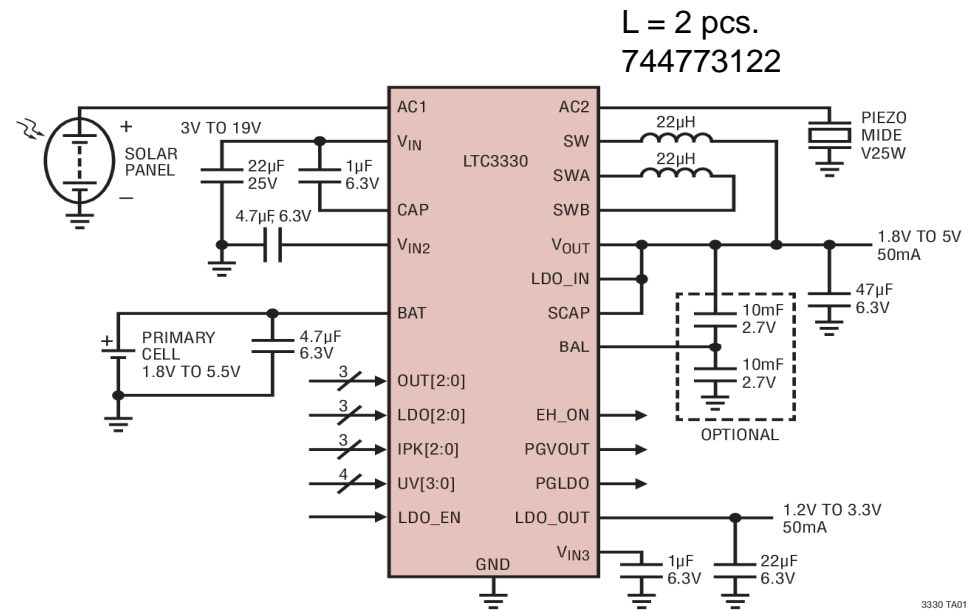 L = 2 pcs.
744773122
AC1
AC2
3V TO 19V
VIN
SW
22µH
PIEZO
MIDE
V25W
+
SOLAR
PANEL
–
22µF
25V
1µF
6.3V
LTC3330
SWA
22µH
CAP
SWB
4.7µF, 6.3V
VIN2
VOUT
1.8V TO 5V
50mA
LDO_IN
47µF
6.3V
BAT
SCAP
10mF
2.7V
+
PRIMARY
CELL
1.8V TO 5.5V
4.7µF
6.3V
BAL
10mF
2.7V
OPTIONAL
3
OUT[2:0]
3
LDO[2:0]
EH_ON
3
IPK[2:0]
PGVOUT
4
UV[3:0]
PGLDO
LDO_EN
LDO_OUT
1.2V TO 3.3V
50mA
VIN3
GND
1µF
6.3V
22µF
6.3V
3330 TA01